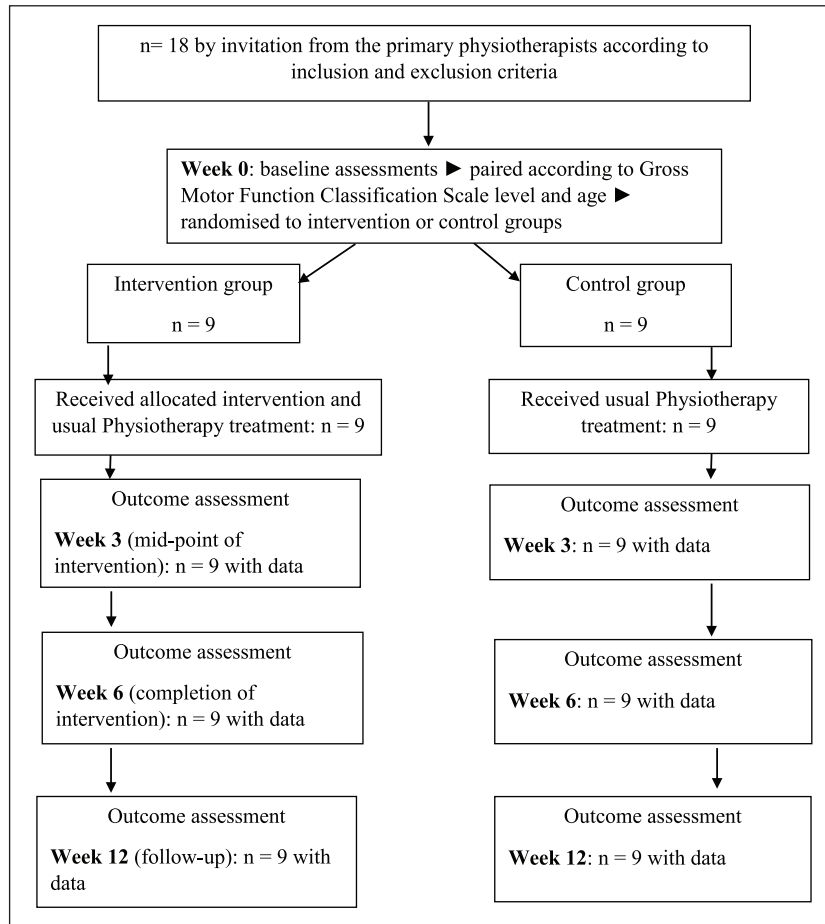 n= 18 by invitation from the primary physiotherapists according to
inclusion and exclusion criteria
Week 0: baseline assessments ► paired according to Gross
Motor Function Classification Scale level and age ►
randomised to intervention or control groups
Intervention group
n = 9
Control group
n = 9
Received allocated intervention and
usual Physiotherapy treatment: n = 9
Received usual Physiotherapy
treatment: n = 9
Outcome assessment
Week 3 (mid-point of
intervention): n = 9 with data
Outcome assessment
Week 3: n = 9 with data
Outcome assessment
Week 6 (completion of
intervention): n = 9 with data
Outcome assessment
Week 6: n = 9 with data
Outcome assessment
Week 12 (follow-up): n = 9 with
data
Outcome assessment
Week 12: n = 9 with data